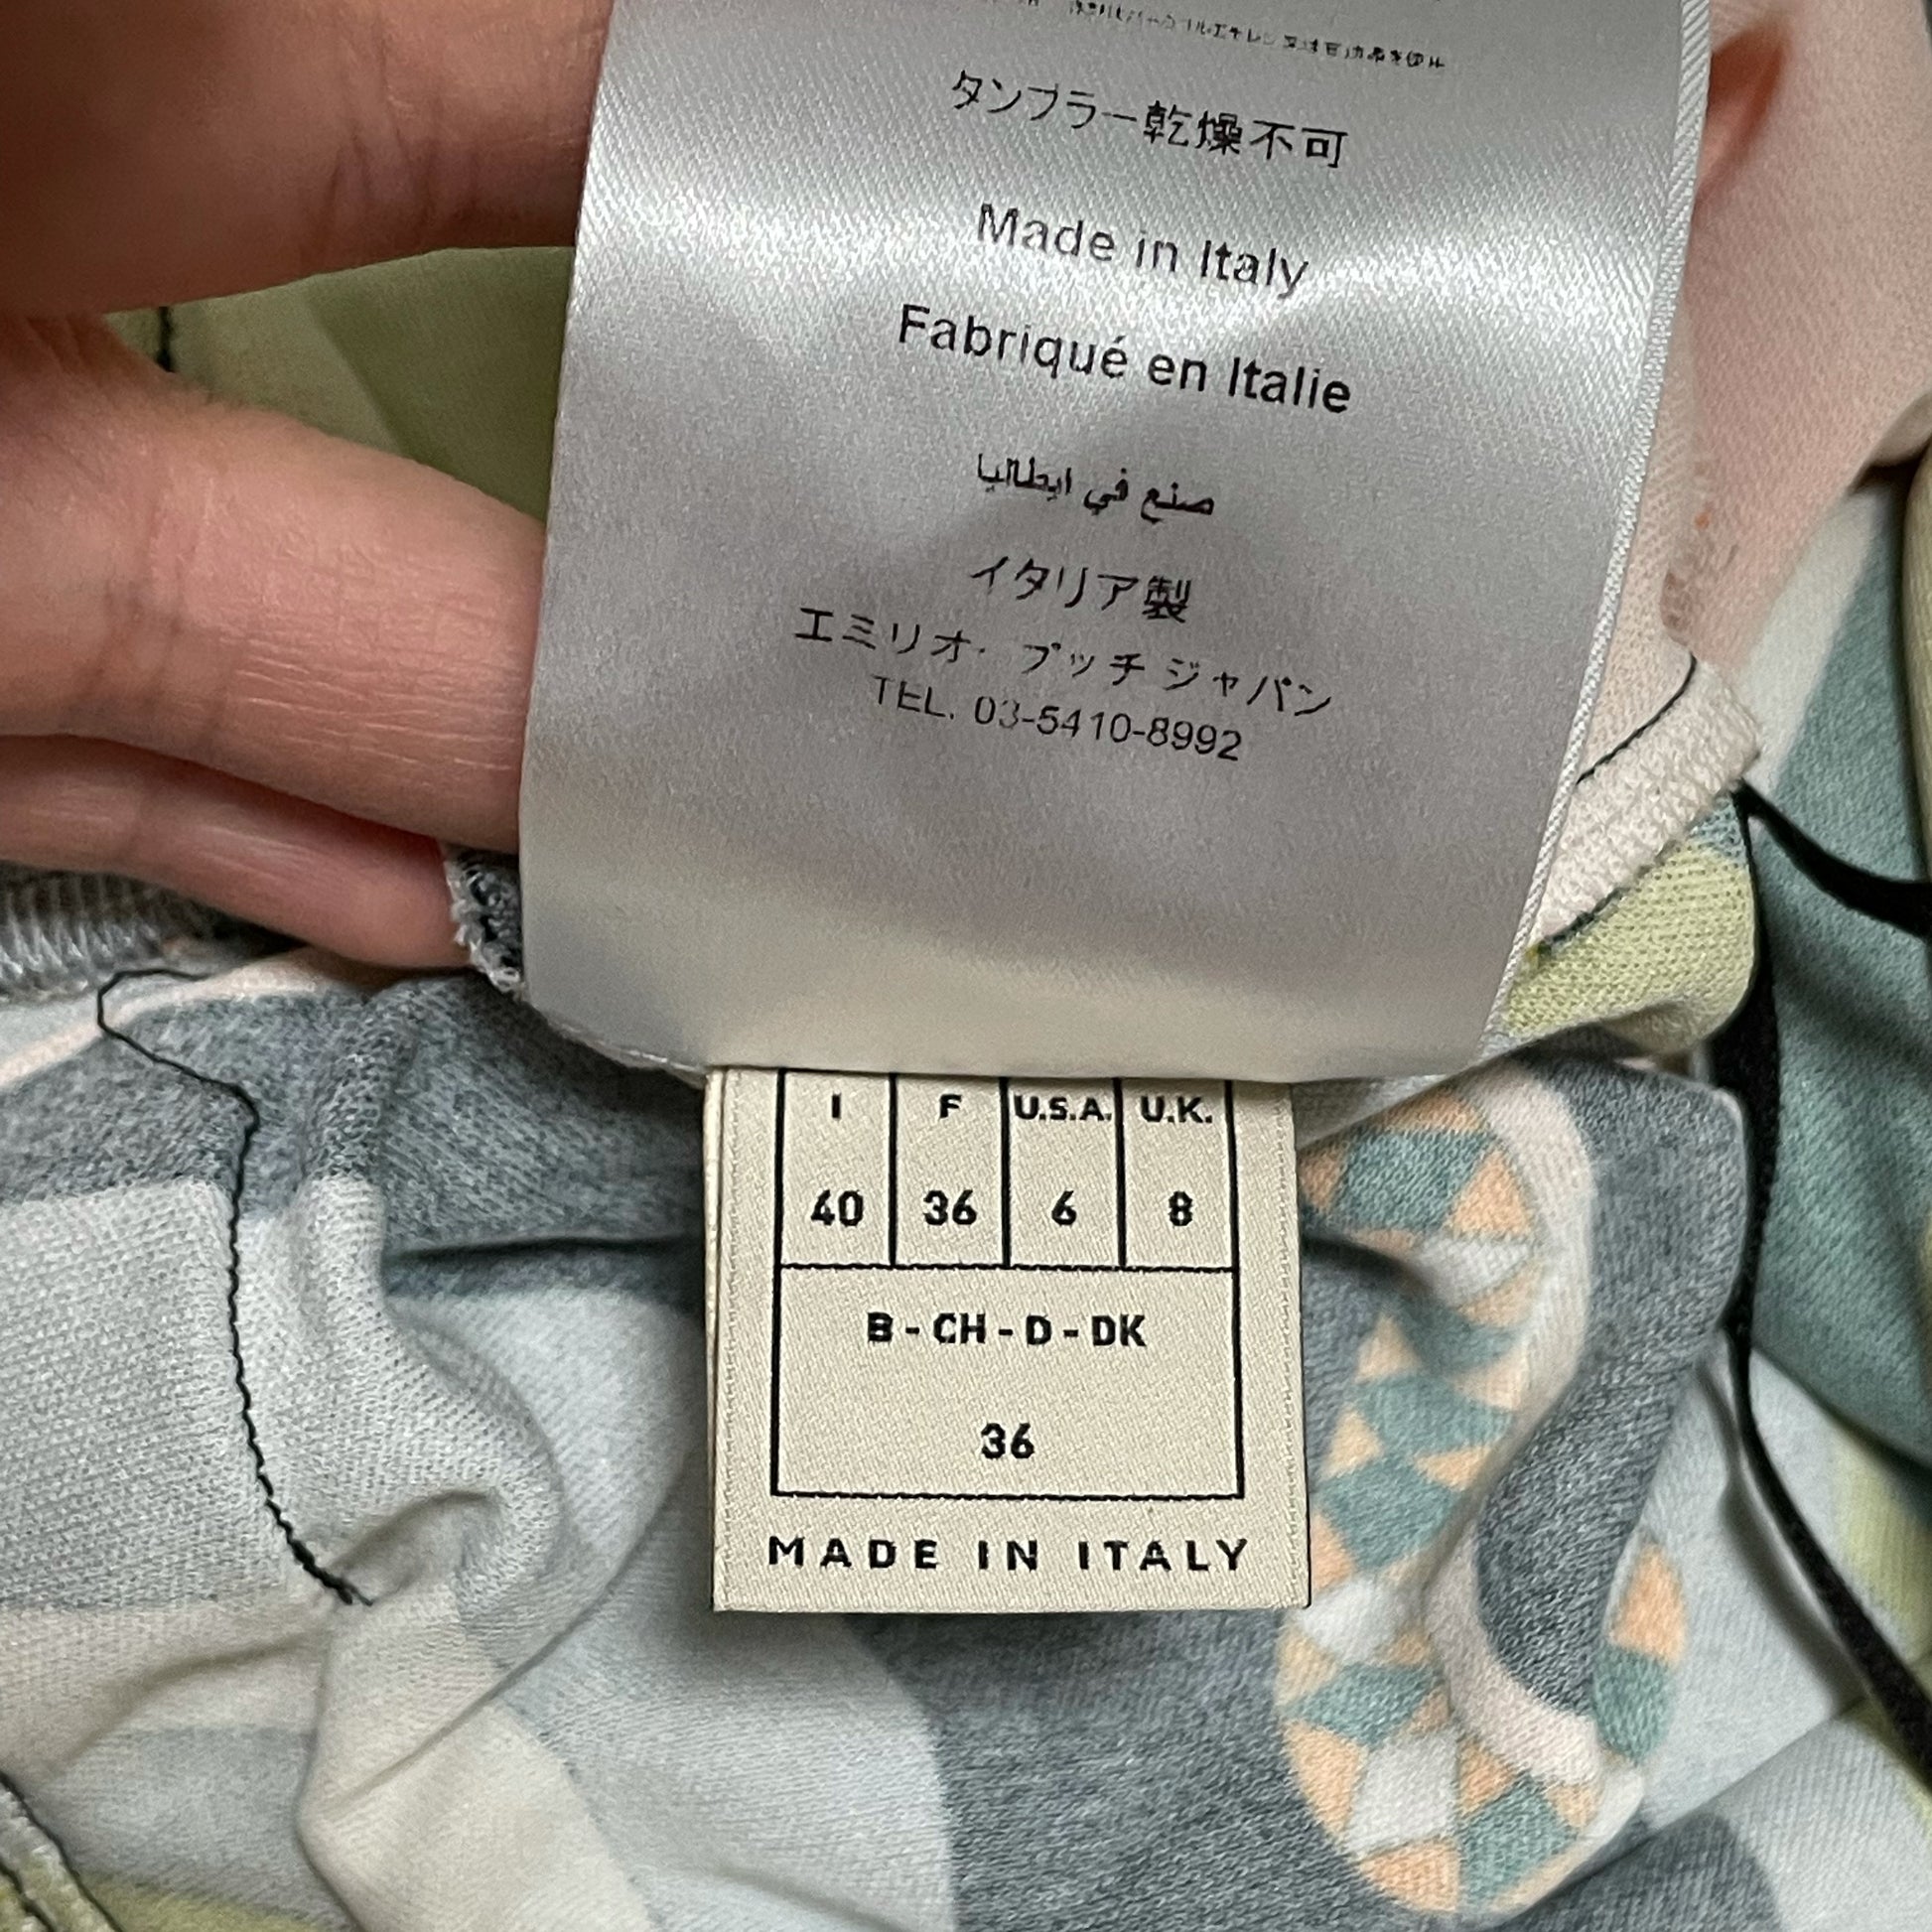 タンブラー乾燥不可
Made in Italy
Fabriqué en Italie
صنع في ايطاليا
イタリア製
エミリオ・プッチ ジャパン
TEL. 03-5410-8992
I F U.S.A. U.K.
40 36 6 8
B - CH - D - DK
36
MADE IN ITALY